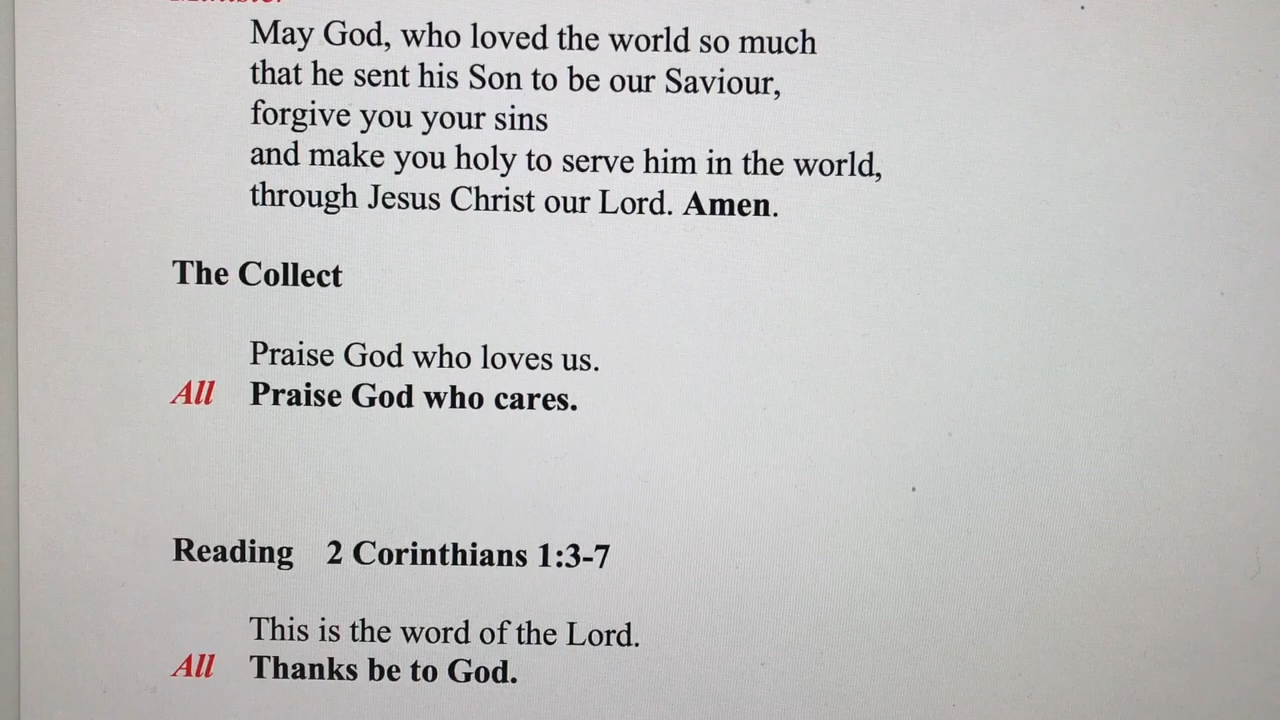 May God, who loved the world so much
that he sent his Son to be our Saviour,
forgive you your sins
and make you holy to serve him in the world,
through Jesus Christ our Lord. Amen.
The Collect
Praise God who loves us.
All Praise God who cares.
Reading 2 Corinthians 1:3-7
This is the word of the Lord.
All Thanks be to God.